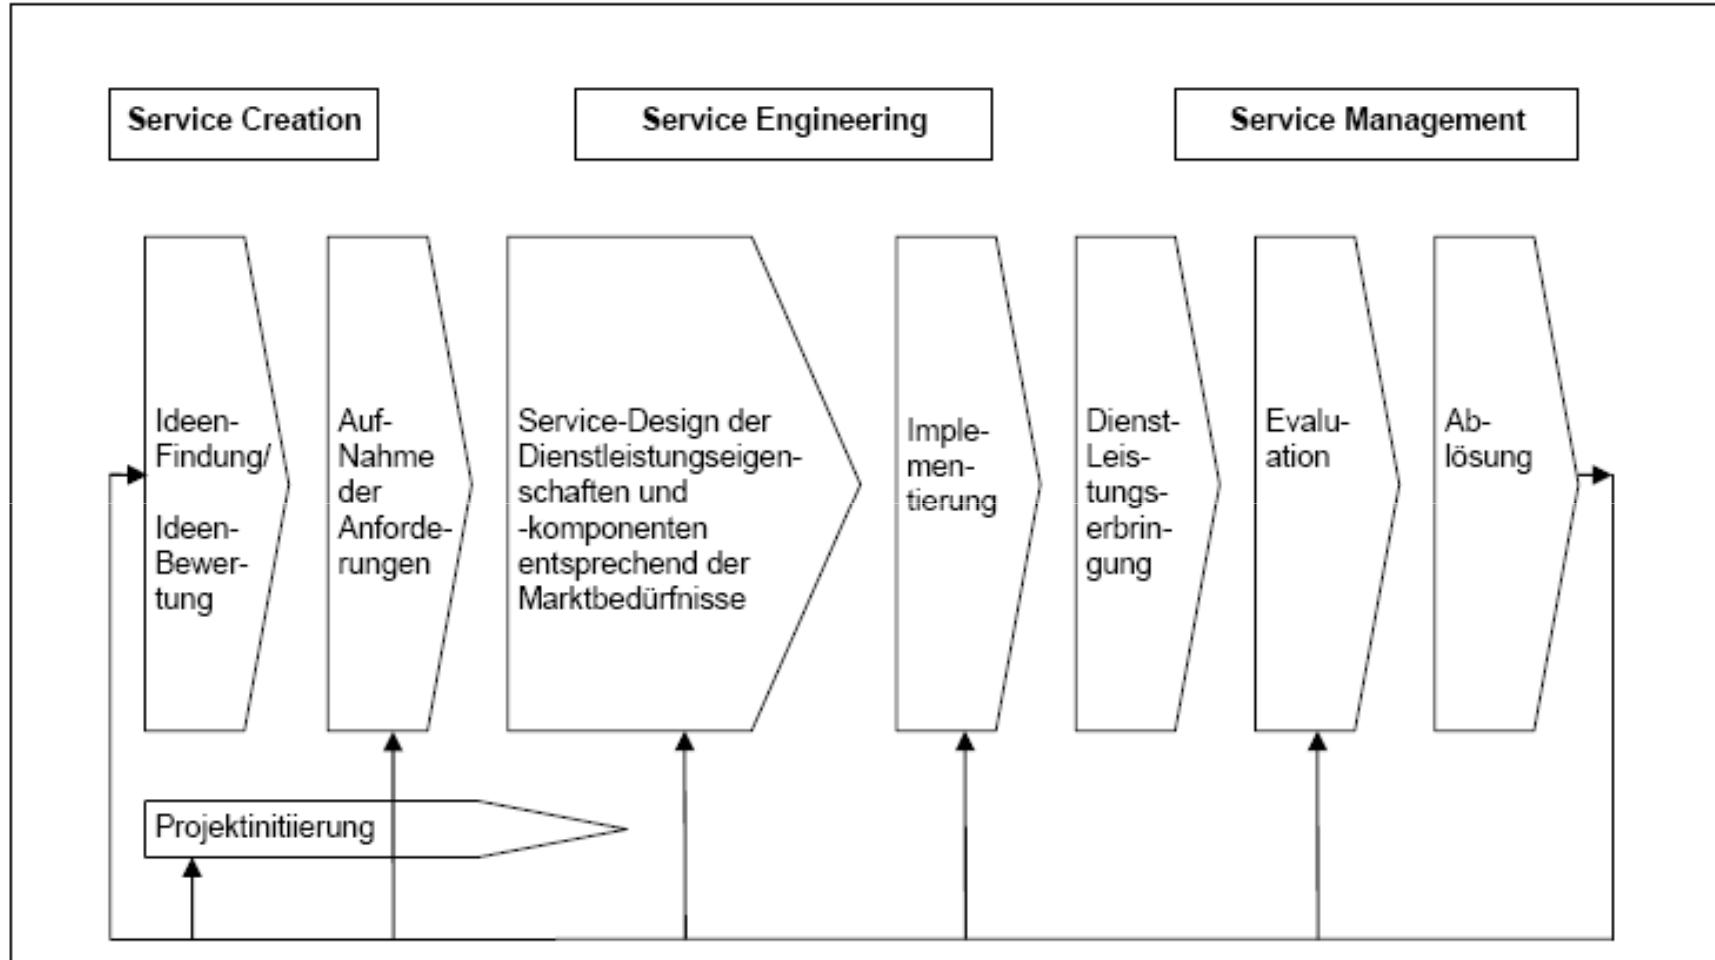 Service Creation
Service Engineering
Service Management
Ideen-
Findung/
Ideen-
Bewer-
tung
Auf-
Nahme
der
Anforde-
rungen
Service-Design der
Dienstleistungseigen-
schaften und
-komponenten
entsprechend der
Marktbedürfnisse
Imple-
men-
tierung
Dienst-
Leis-
tungs-
erbrin-
gung
Evalu-
ation
Ab-
lösung
Projektinitiierung